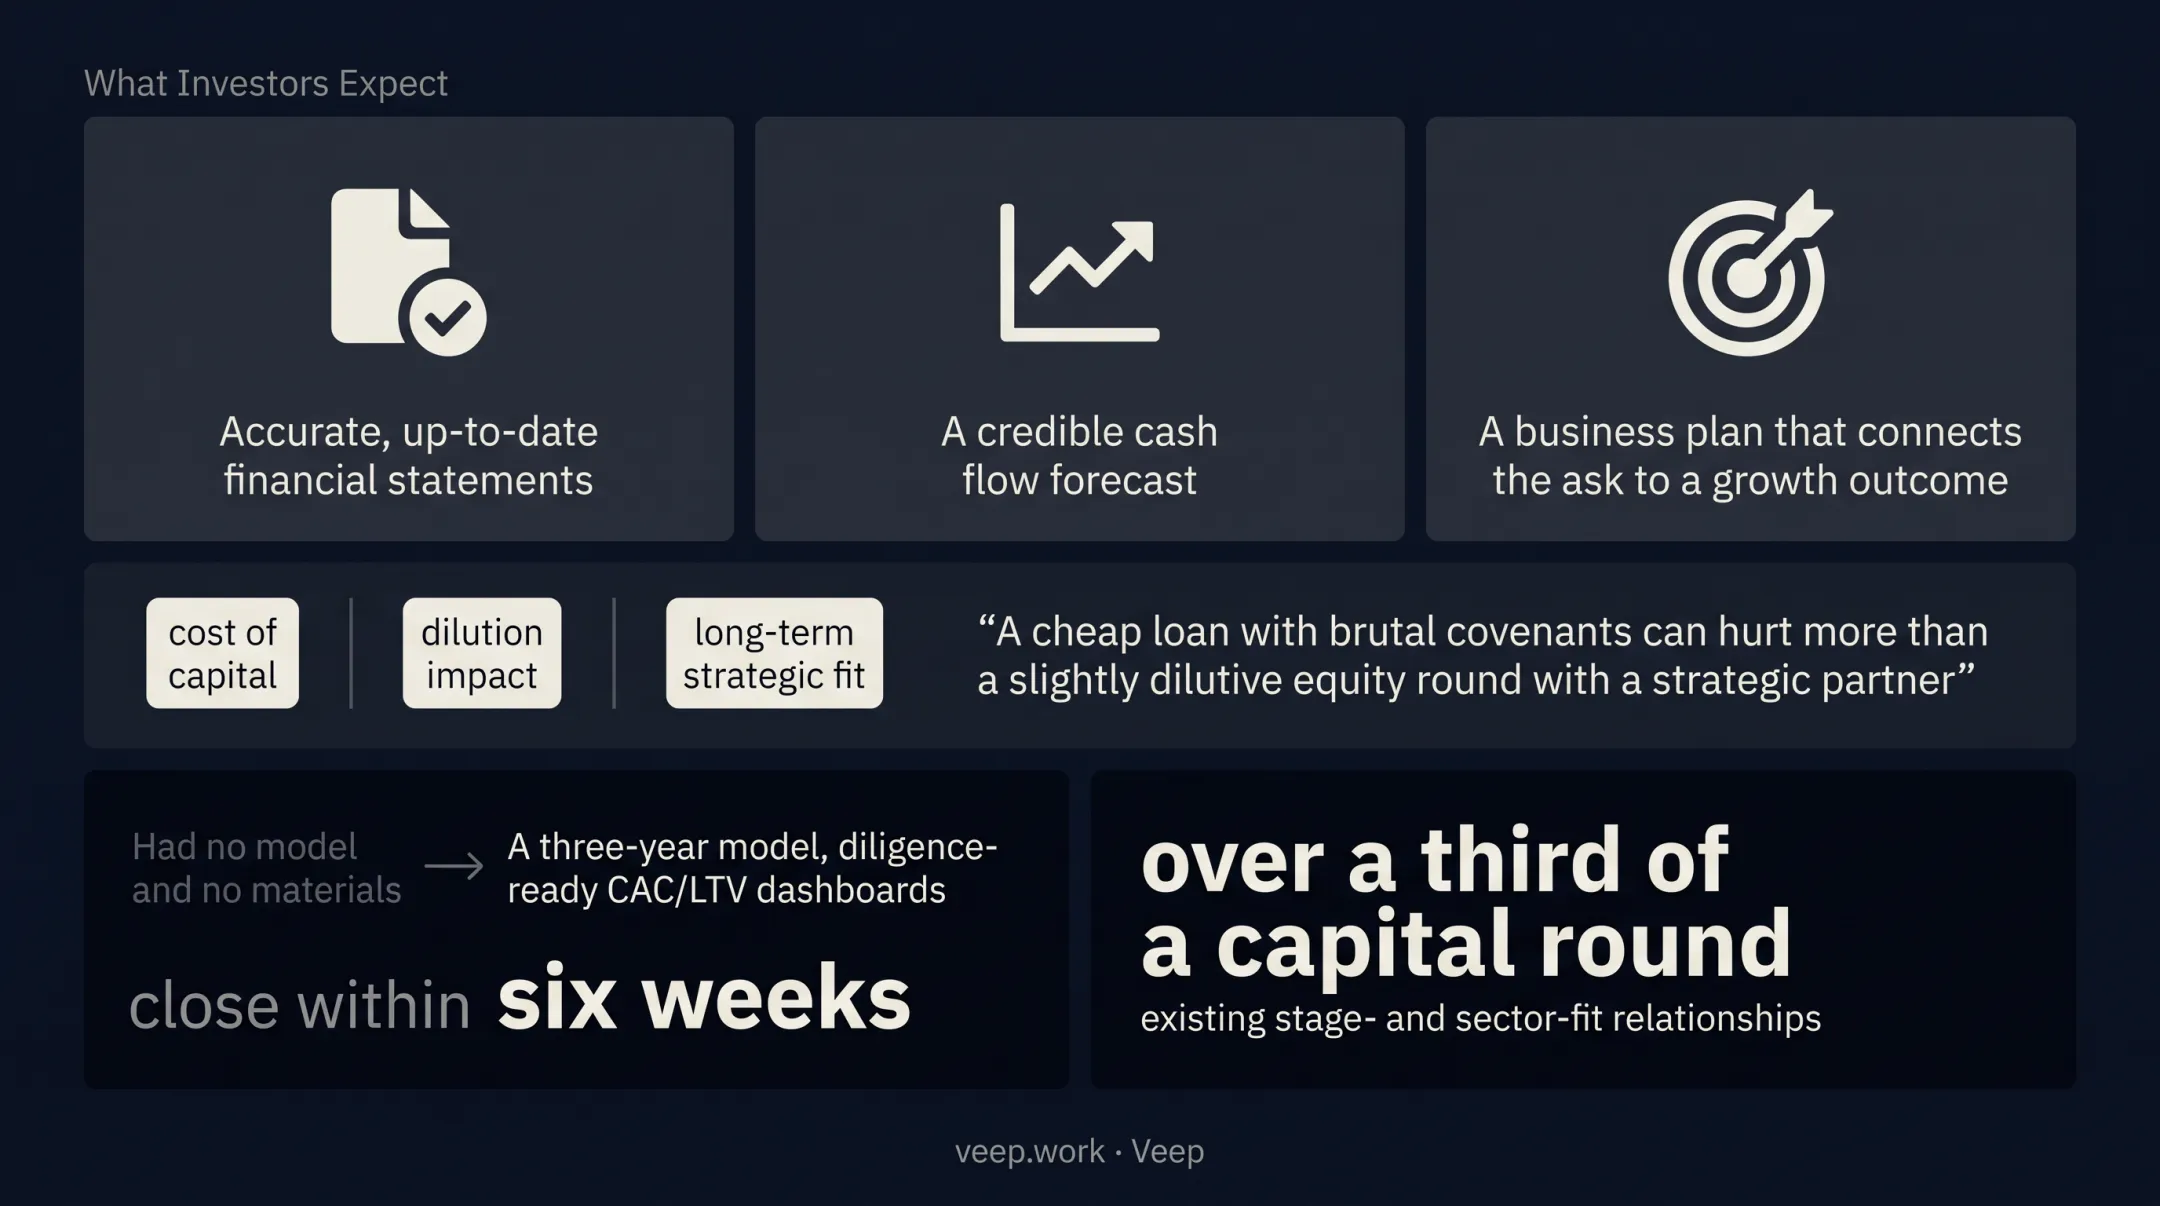 What Investors Expect
Accurate, up-to-date
financial statements
A credible cash
flow forecast
A business plan that connects
the ask to a growth outcome
cost of
capital
dilution
impact
long-term
strategic fit
“A cheap loan with brutal covenants can hurt more than
a slightly dilutive equity round with a strategic partner”
Had no model
and no materials
A three-year model, diligence-
ready CAC/LTV dashboards
close within six weeks
over a third of
a capital round
existing stage- and sector-fit relationships
veep.work · Veep